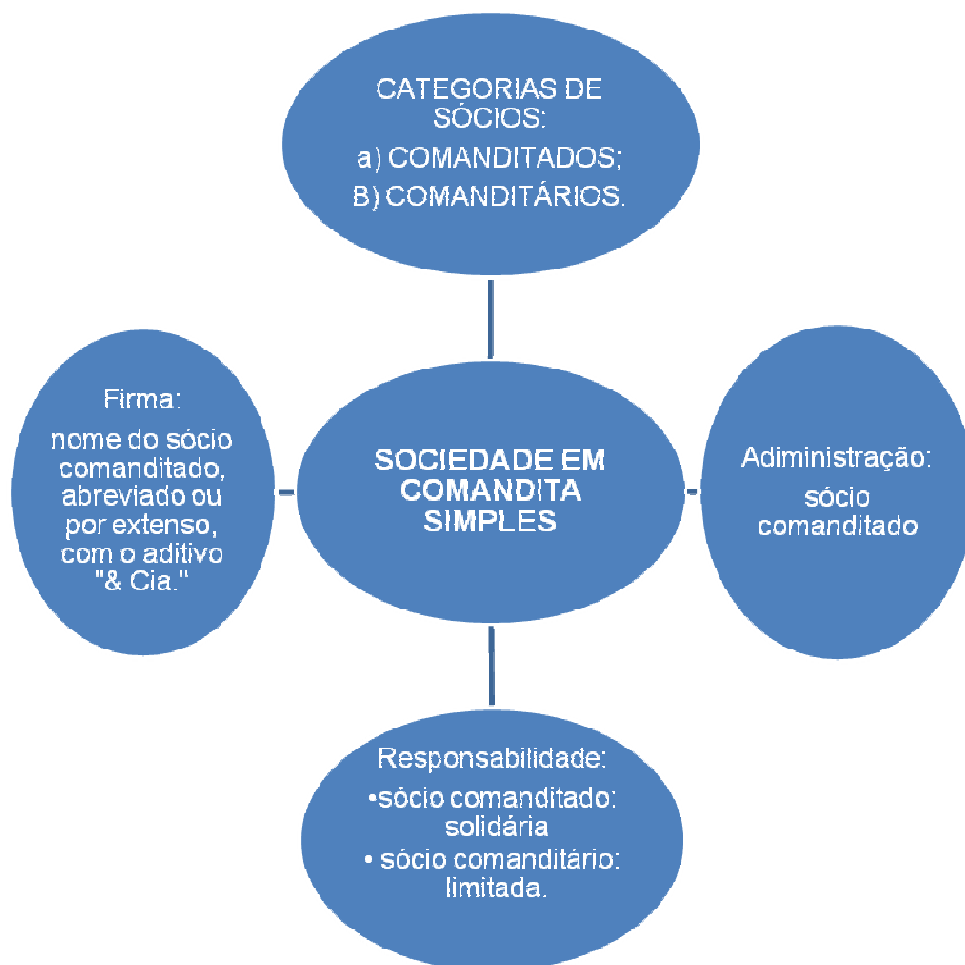 CATEGORIAS DE
SÓCIOS:
a) COMANDITADOS;
B) COMANDITÁRIOS.
Firma:
nome do sócio
comanditado,
abreviado ou
por extenso,
com o aditivo
"& Cia."
SOCIEDADE EM
COMANDITA
SIMPLES
Adiministração:
sócio
comanditado
Responsabilidade:
•sócio comanditado:
solidária
• sócio comanditário:
limitada.